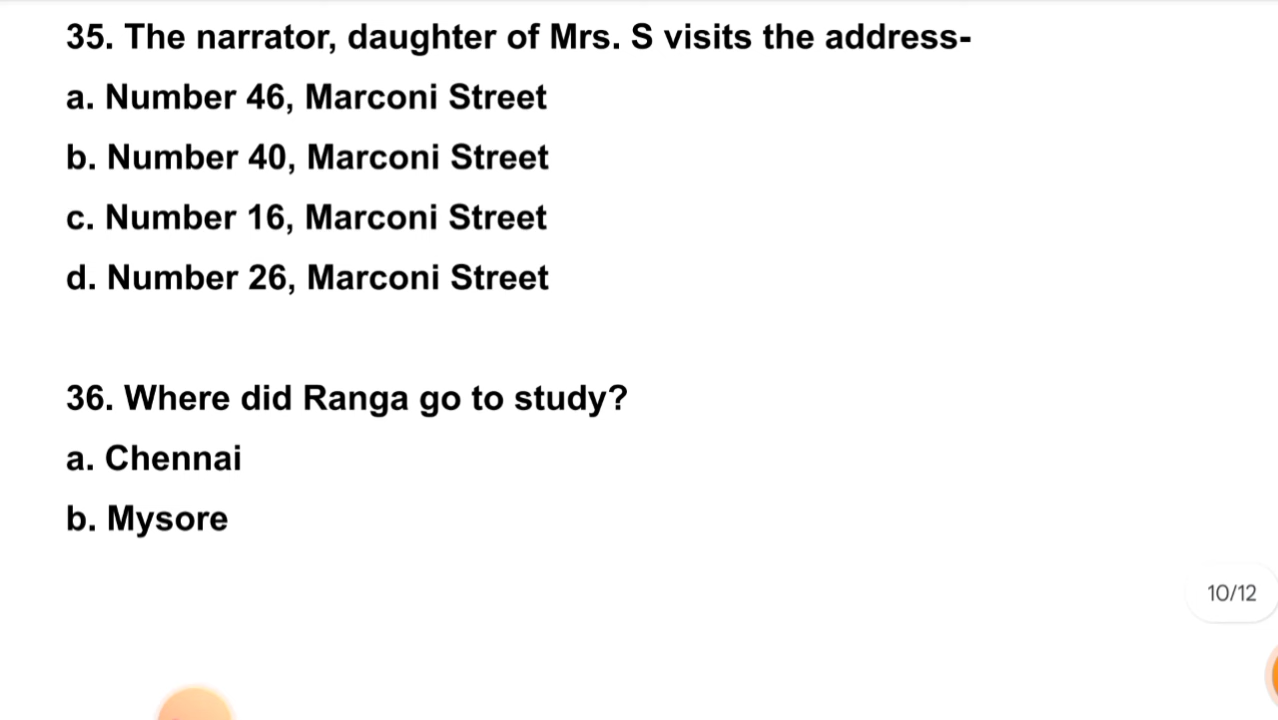 35. The narrator, daughter of Mrs. S visits the address-
a. Number 46, Marconi Street
b. Number 40, Marconi Street
c. Number 16, Marconi Street
d. Number 26, Marconi Street
36. Where did Ranga go to study?
a. Chennai
b. Mysore
10/12